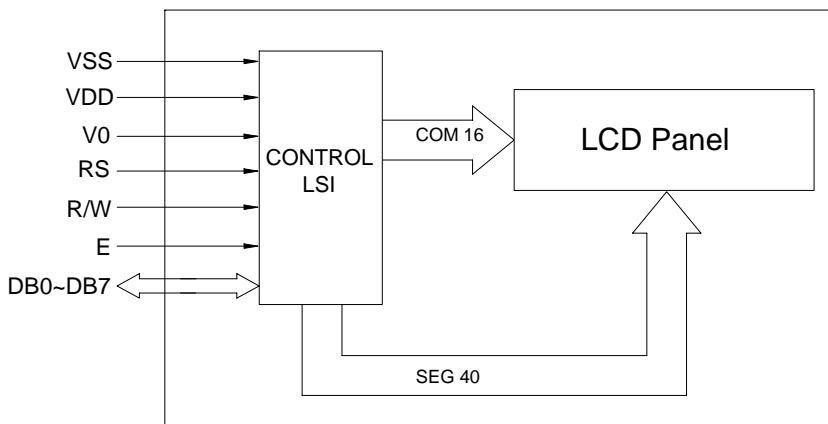 VSS
VDD
V0
RS
R/W
E
DB0~DB7
CONTROL
LSI
COM 16
LCD Panel
SEG 40